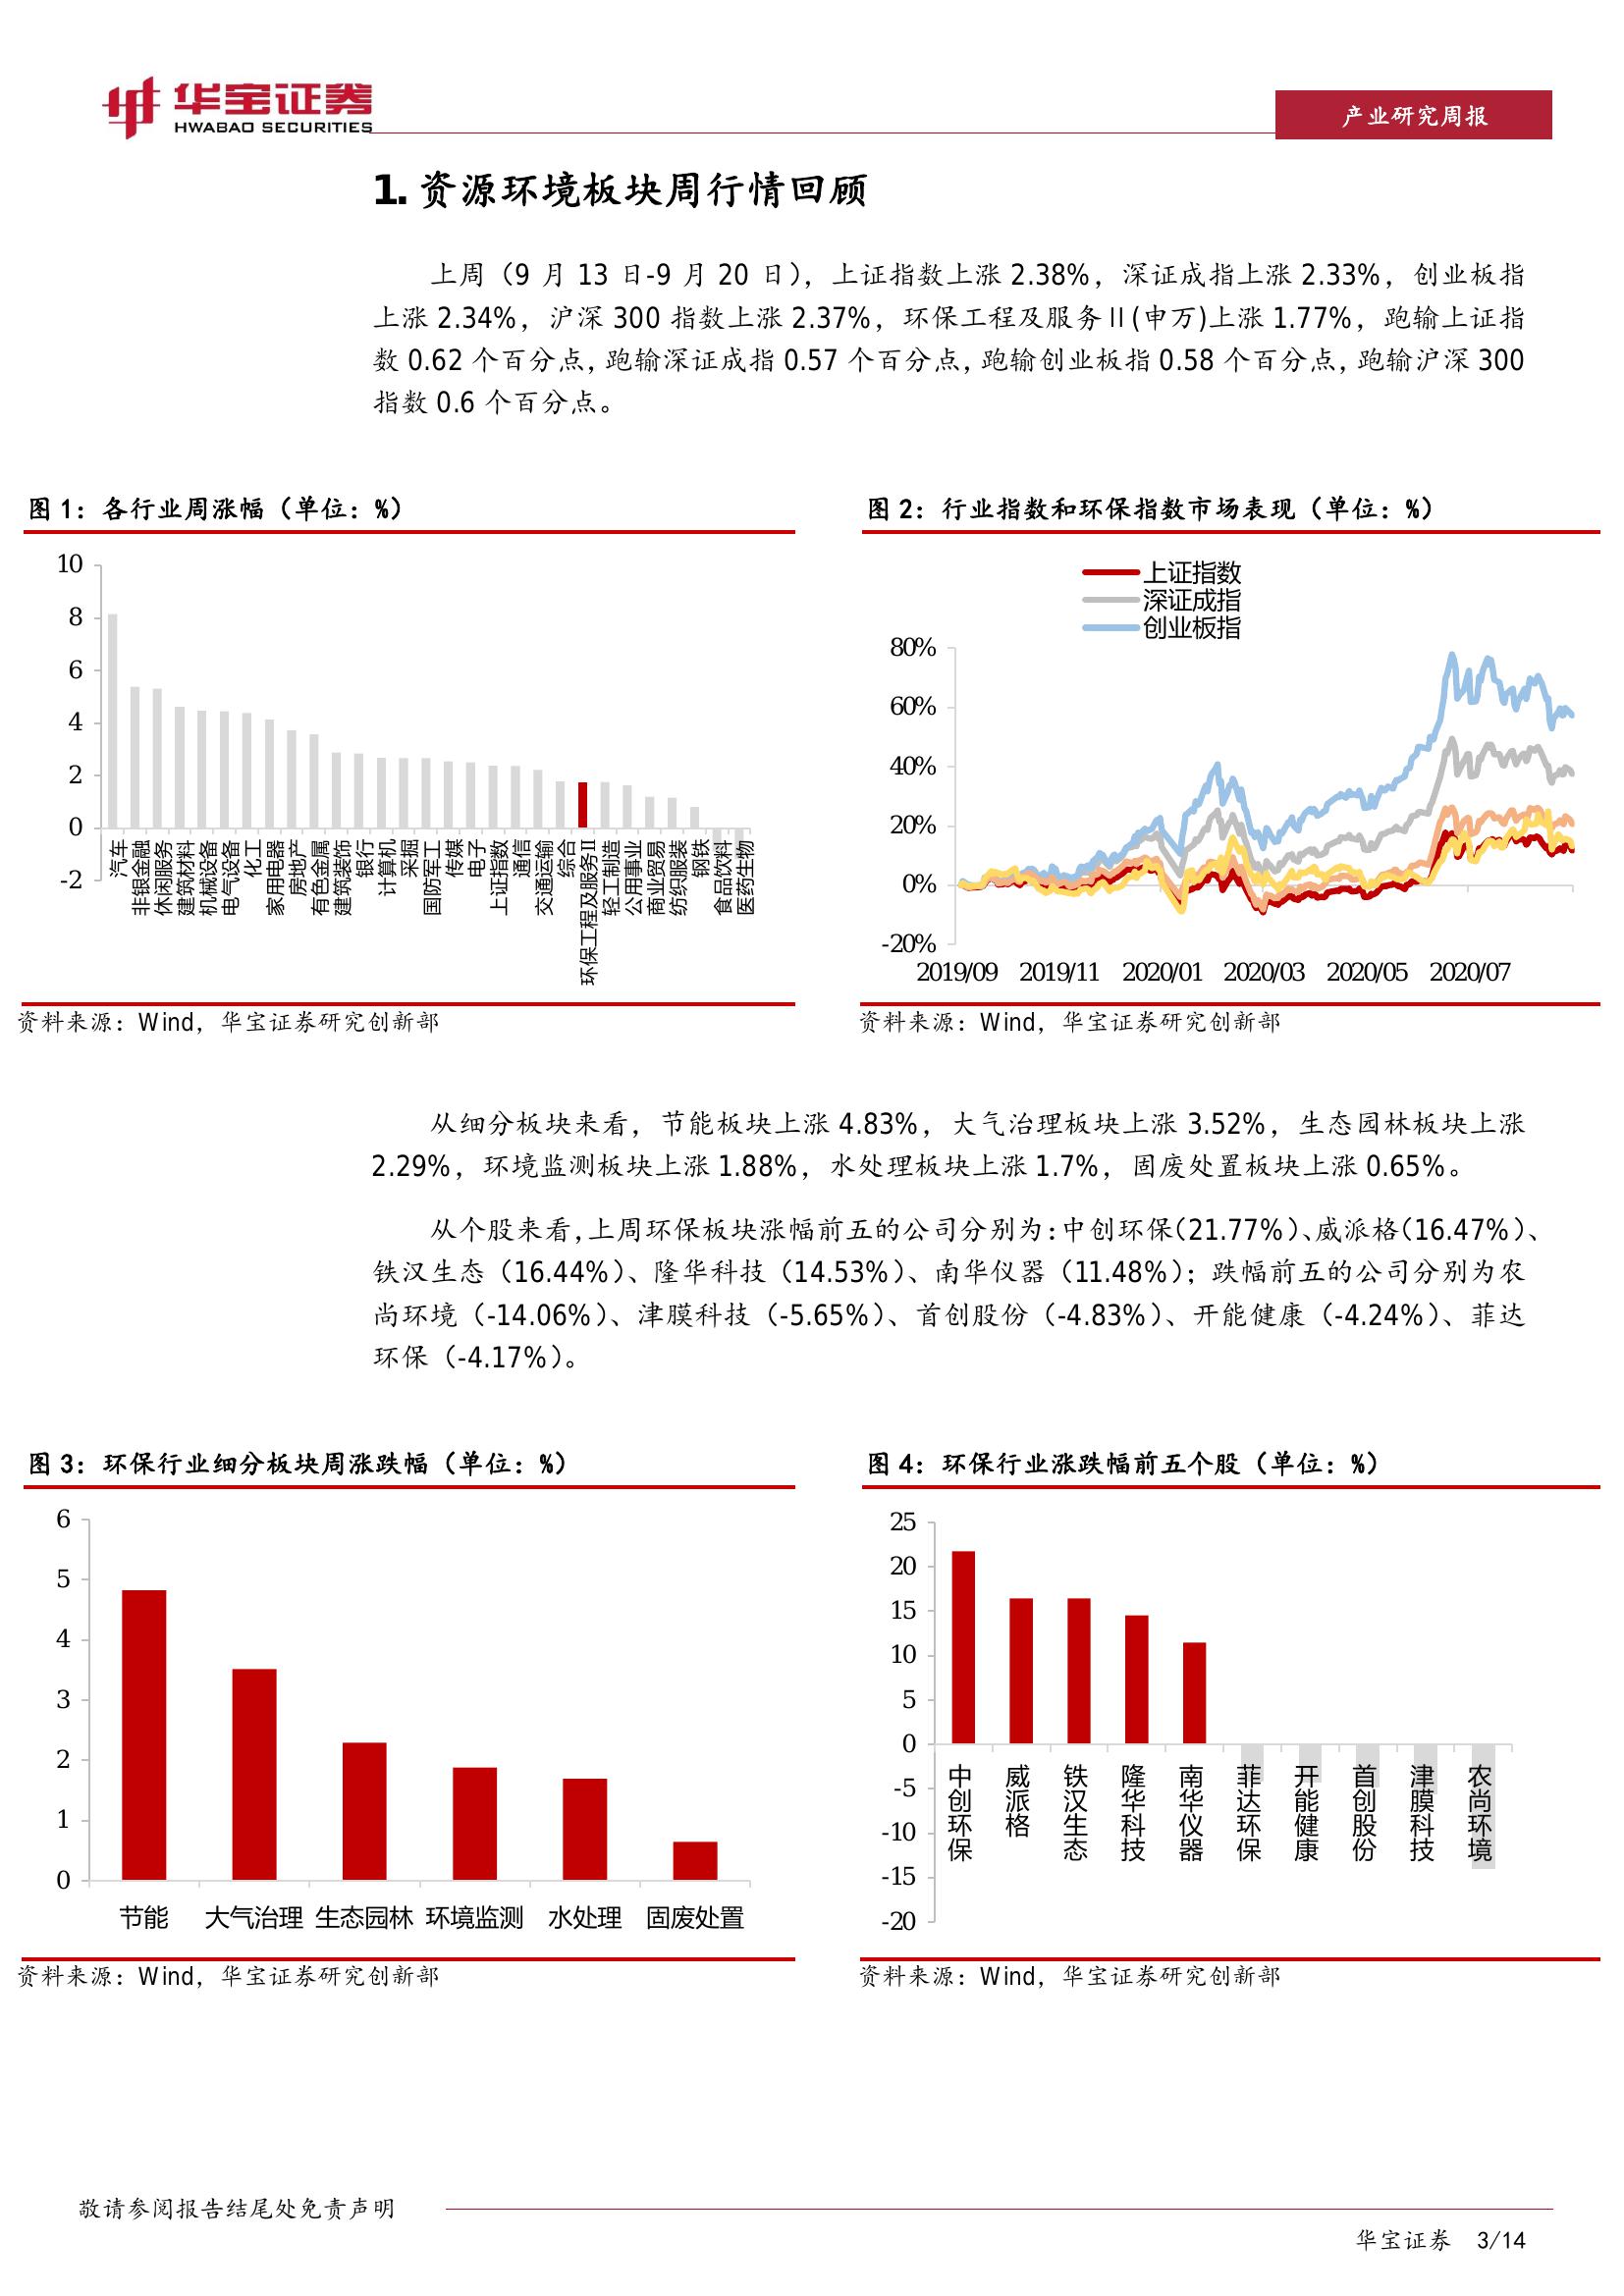 华宝证券
HWABAO SECURITIES
产业研究周报
1. 资源环境板块周行情回顾
上周（9 月 13 日-9 月 20 日），上证指数上涨 2.38%，深证成指上涨 2.33%，创业板指
上涨 2.34%，沪深 300 指数上涨 2.37%，环保工程及服务Ⅱ(申万)上涨 1.77%，跑输上证指
数 0.62 个百分点，跑输深证成指 0.57 个百分点，跑输创业板指 0.58 个百分点，跑输沪深 300
指数 0.6 个百分点。
图 1：各行业周涨幅（单位：%）
10
8
6
4
2
0
-2
汽车
非银金融
休闲服务
建筑材料
机械设备
电气设备
化工
家用电器
房地产
有色金属
建筑装饰
银行
计算机
采掘
国防军工
传媒
电子
上证指数
通信
交通运输
综合
环保工程及服务Ⅱ
轻工制造
公用事业
商业贸易
纺织服装
钢铁
食品饮料
医药生物
资料来源：Wind，华宝证券研究创新部
图 2：行业指数和环保指数市场表现（单位：%）
上证指数
深证成指
创业板指
80%
60%
40%
20%
0%
-20%
2019/09 2019/11 2020/01 2020/03 2020/05 2020/07
资料来源：Wind，华宝证券研究创新部
从细分板块来看，节能板块上涨 4.83%，大气治理板块上涨 3.52%，生态园林板块上涨
2.29%，环境监测板块上涨 1.88%，水处理板块上涨 1.7%，固废处置板块上涨 0.65%。
从个股来看，上周环保板块涨幅前五的公司分别为：中创环保（21.77%）、威派格（16.47%）、
铁汉生态（16.44%）、隆华科技（14.53%）、南华仪器（11.48%）；跌幅前五的公司分别为农
尚环境（-14.06%）、津膜科技（-5.65%）、首创股份（-4.83%）、开能健康（-4.24%）、菲达
环保（-4.17%）。
图 3：环保行业细分板块周涨跌幅（单位：%）
6
5
4
3
2
1
0
节能 大气治理 生态园林 环境监测 水处理 固废处置
资料来源：Wind，华宝证券研究创新部
图 4：环保行业涨跌幅前五个股（单位：%）
25
20
15
10
5
0
-5
-10
-15
-20
中创环保
威派格
铁汉生态
隆华科技
南华仪器
菲达环保
开能健康
首创股份
津膜科技
农尚环境
资料来源：Wind，华宝证券研究创新部
敬请参阅报告结尾处免责声明
华宝证券 3/14